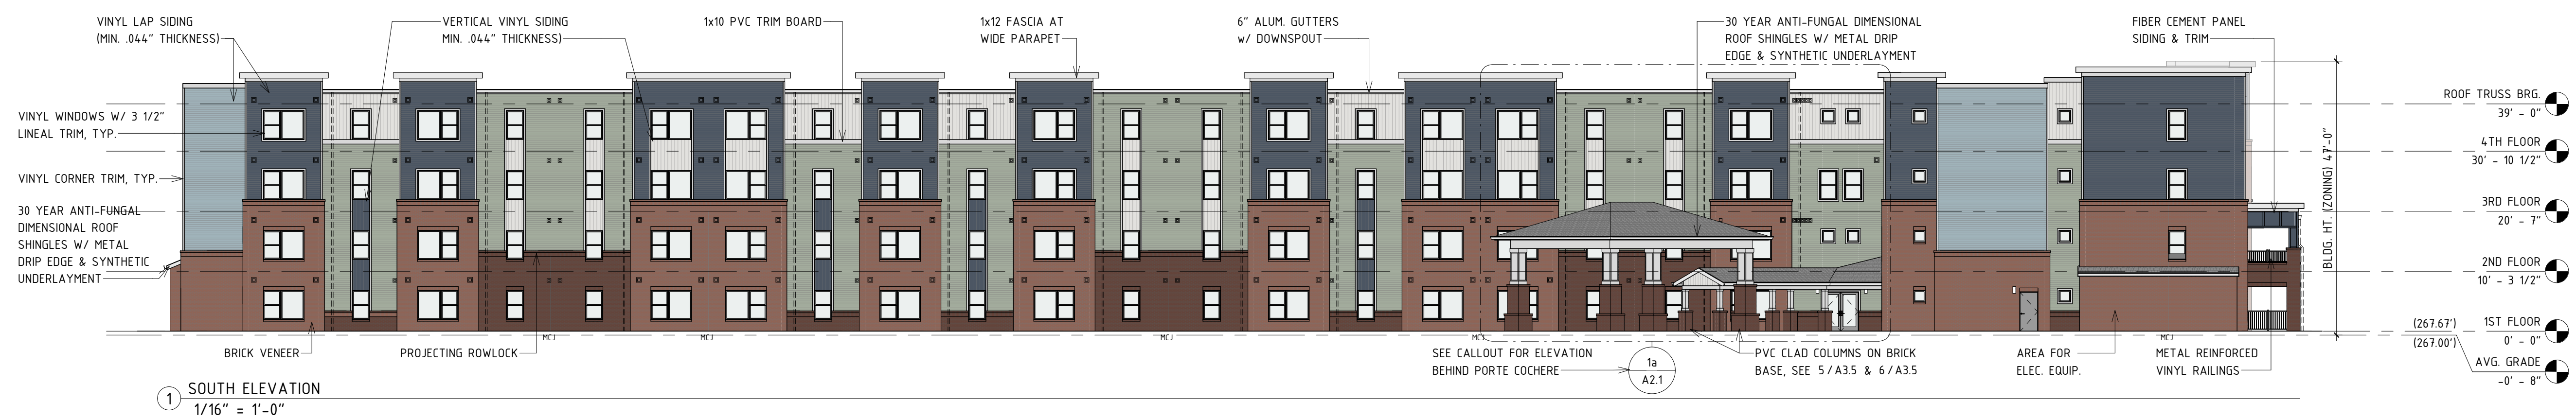 VINYL LAP SIDING
(MIN. .044" THICKNESS)
VERTICAL VINYL SIDING
MIN. .044" THICKNESS)
1x10 PVC TRIM BOARD
1x12 FASCIA AT
WIDE PARAPET
6" ALUM. GUTTERS
w/ DOWNSPOUT
30 YEAR ANTI-FUNGAL DIMENSIONAL
ROOF SHINGLES W/ METAL DRIP
EDGE & SYNTHETIC UNDERLAYMENT
FIBER CEMENT PANEL
SIDING & TRIM
VINYL WINDOWS W/ 3 1/2"
LINEAL TRIM, TYP.
VINYL CORNER TRIM, TYP.
30 YEAR ANTI-FUNGAL
DIMENSIONAL ROOF
SHINGLES W/ METAL
DRIP EDGE & SYNTHETIC
UNDERLAYMENT
BLDG. HT. (ZONING) 47'-0"
ROOF TRUSS BRG.
39' - 0"
4TH FLOOR
30' - 10 1/2"
3RD FLOOR
20' - 7"
2ND FLOOR
10' - 3 1/2"
(267.67')
1ST FLOOR
0' - 0"
(267.00')
AVG. GRADE
-0' - 8"
MCJ
MCJ
MCJ
MCJ
MCJ
BRICK VENEER
PROJECTING ROWLOCK
SEE CALLOUT FOR ELEVATION
BEHIND PORTE COCHERE
1a
A2.1
PVC CLAD COLUMNS ON BRICK
BASE, SEE 5/A3.5 & 6/A3.5
AREA FOR
ELEC. EQUIP.
METAL REINFORCED
VINYL RAILINGS
1
SOUTH ELEVATION
1/16" = 1'-0"